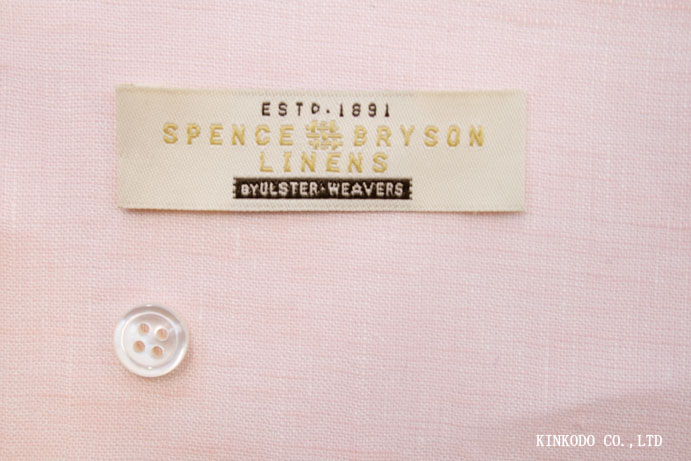 ESTD.1891
SPENCE BRYSON
LINENS
BY ULSTER WEAVERS
KINKODO CO.,LTD